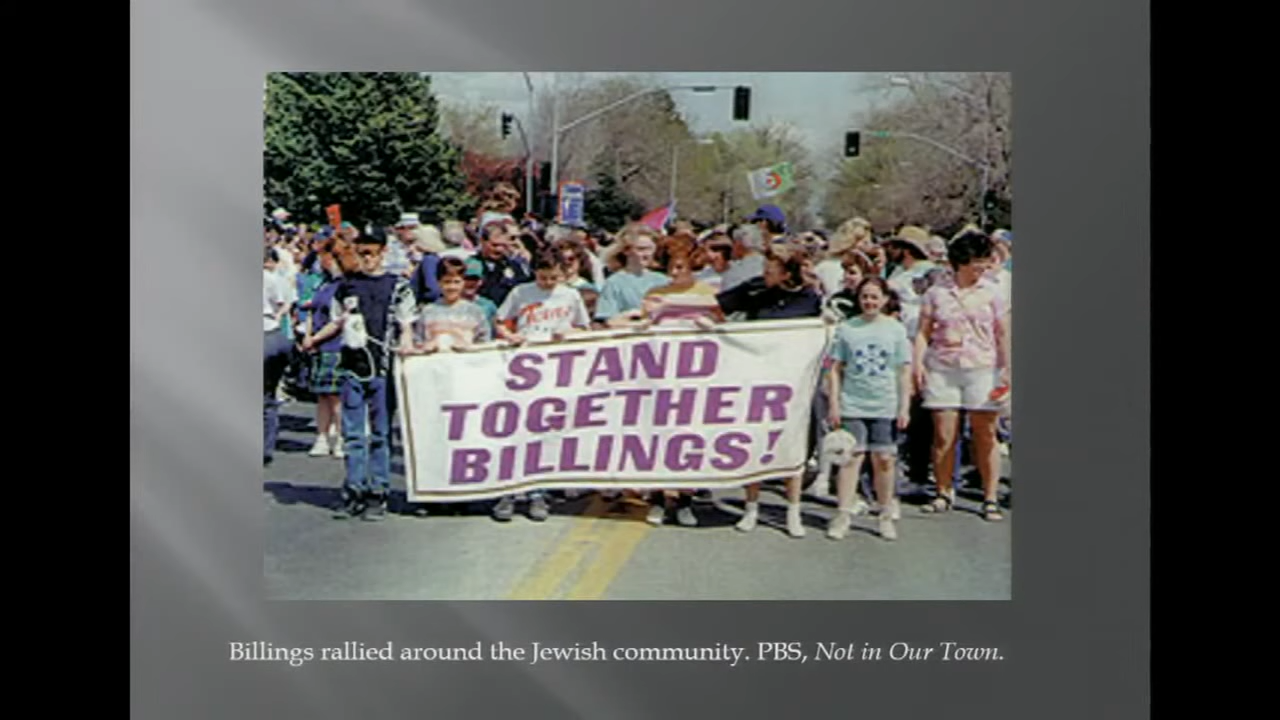 STAND
TOGETHER
BILLINGS!
Billings rallied around the Jewish community. PBS, Not in Our Town.